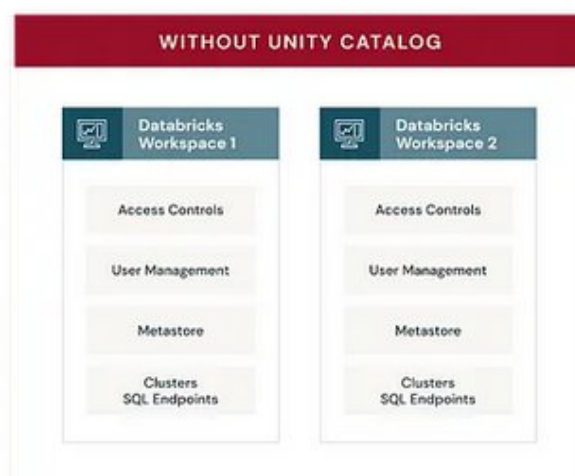 WITHOUT UNITY CATALOG
Databricks
Workspace 1
Access Controls
User Management
Metastore
Clusters
SQL Endpoints
Databricks
Workspace 2
Access Controls
User Management
Metastore
Clusters
SQL Endpoints